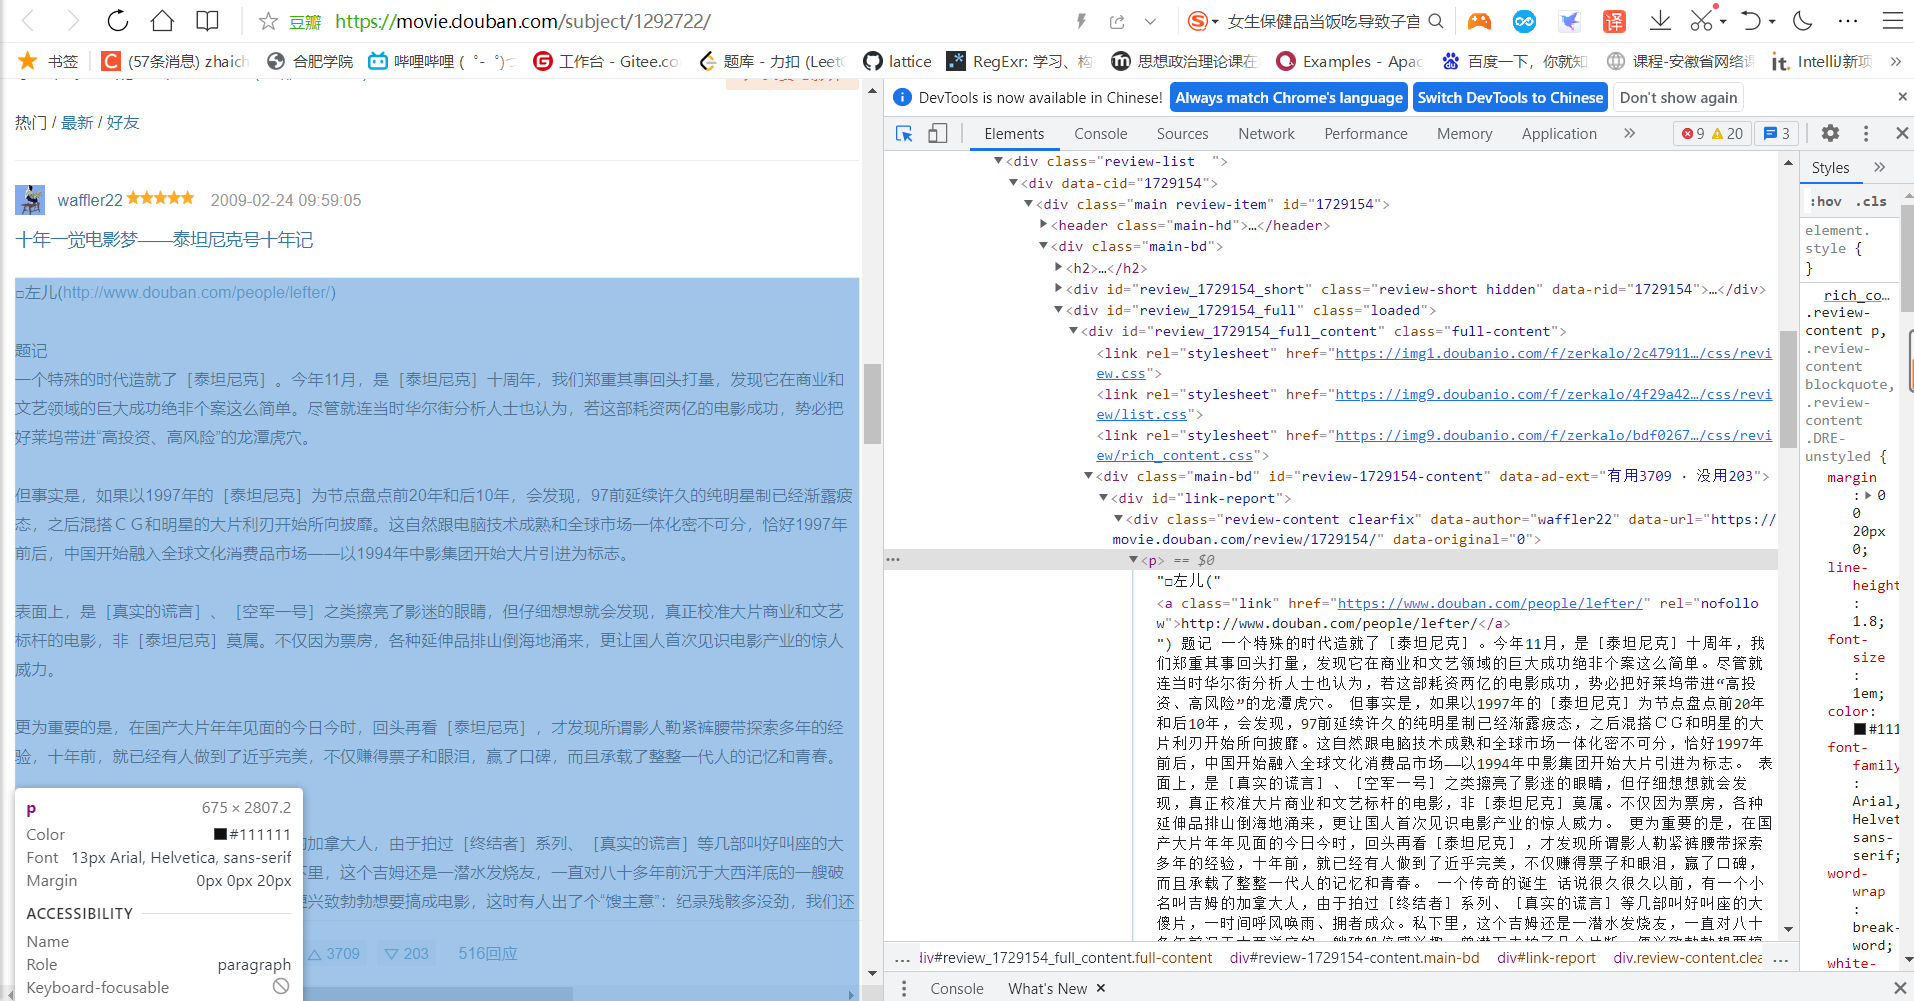 豆瓣 https://movie.douban.com/subject/1292722/ 女生保健品当饭吃导致子宫 译
书签 (57条消息) zhaich 合肥学院 哔哩哔哩 ( ゜- ゜)つ 工作台 - Gitee.co 题库 - 力扣 (Leet lattice RegExr: 学习、构 思想政治理论课在 Examples - Apac 百度一下，你就知 课程-安徽省网络课 IntelliJ新项
热门 / 最新 / 好友
waffler22 2009-02-24 09:59:05
十年一觉电影梦——泰坦尼克号十年记
□左儿(http://www.douban.com/people/lefter/)
题记
一个特殊的时代造就了［泰坦尼克］。今年11月，是［泰坦尼克］十周年，我们郑重其事回头打量，发现它在商业和
文艺领域的巨大成功绝非个案这么简单。尽管就连当时华尔街分析人士也认为，若这部耗资两亿的电影成功，势必把
好莱坞带进“高投资、高风险”的龙潭虎穴。
但事实是，如果以1997年的［泰坦尼克］为节点盘点前20年和后10年，会发现，97前延续许久的纯明星制已经渐露疲
态，之后混搭ＣＧ和明星的大片利刃开始所向披靡。这自然跟电脑技术成熟和全球市场一体化密不可分，恰好1997年
前后，中国开始融入全球文化消费品市场——以1994年中影集团开始大片引进为标志。
表面上，是［真实的谎言］、［空军一号］之类擦亮了影迷的眼睛，但仔细想想就会发现，真正校准大片商业和文艺
标杆的电影，非［泰坦尼克］莫属。不仅因为票房，各种延伸品排山倒海地涌来，更让国人首次见识电影产业的惊人
威力。
更为重要的是，在国产大片年年见面的今日今时，回头再看［泰坦尼克］，才发现所谓影人勒紧裤腰带探索多年的经
验，十年前，就已经有人做到了近乎完美，不仅赚得票子和眼泪，赢了口碑，而且承载了整整一代人的记忆和青春。
的加拿大人，由于拍过［终结者］系列、［真实的谎言］等几部叫好叫座的大
下里，这个吉姆还是一潜水发烧友，一直对八十多年前沉于大西洋底的一艘破
便兴致勃勃想要搞成电影，这时有人出了个“馊主意”：纪录残骸多没劲，我们还
p 675 × 2807.2
Color #111111
Font 13px Arial, Helvetica, sans-serif
Margin 0px 0px 20px
ACCESSIBILITY
Name
Role paragraph
Keyboard-focusable
△ 3709 ▽ 203 516回应
DevTools is now available in Chinese! Always match Chrome's language Switch DevTools to Chinese Don't show again ×
Elements Console Sources Network Performance Memory Application » 9 20 3
<div class="review-list  ">
<div data-cid="1729154">
<div class="main review-item" id="1729154">
<header class="main-hd">…</header>
<div class="main-bd">
<h2>…</h2>
<div id="review_1729154_short" class="review-short hidden" data-rid="1729154">…</div>
<div id="review_1729154_full" class="loaded">
<div id="review_1729154_full_content" class="full-content">
<link rel="stylesheet" href="https://img1.doubanio.com/f/zerkalo/2c47911…/css/revi
ew.css">
<link rel="stylesheet" href="https://img9.doubanio.com/f/zerkalo/4f29a42…/css/revi
ew/list.css">
<link rel="stylesheet" href="https://img9.doubanio.com/f/zerkalo/bdf0267…/css/revi
ew/rich_content.css">
<div class="main-bd" id="review-1729154-content" data-ad-ext="有用3709 · 没用203">
<div id="link-report">
<div class="review-content clearfix" data-author="waffler22" data-url="https://
movie.douban.com/review/1729154/" data-original="0">
<p> == $0
"□左儿("
<a class="link" href="https://www.douban.com/people/lefter/" rel="nofollo
w">http://www.douban.com/people/lefter/</a>
") 题记 一个特殊的时代造就了［泰坦尼克］。今年11月，是［泰坦尼克］十周年，我
们郑重其事回头打量，发现它在商业和文艺领域的巨大成功绝非个案这么简单。尽管就
连当时华尔街分析人士也认为，若这部耗资两亿的电影成功，势必把好莱坞带进“高投
资、高风险”的龙潭虎穴。 但事实是，如果以1997年的［泰坦尼克］为节点盘点前20年
和后10年，会发现，97前延续许久的纯明星制已经渐露疲态，之后混搭ＣＧ和明星的大
片利刃开始所向披靡。这自然跟电脑技术成熟和全球市场一体化密不可分，恰好1997年
前后，中国开始融入全球文化消费品市场——以1994年中影集团开始大片引进为标志。 表
面上，是［真实的谎言］、［空军一号］之类擦亮了影迷的眼睛，但仔细想想就会发
现，真正校准大片商业和文艺标杆的电影，非［泰坦尼克］莫属。不仅因为票房，各种
延伸品排山倒海地涌来，更让国人首次见识电影产业的惊人威力。 更为重要的是，在国
产大片年年见面的今日今时，回头再看［泰坦尼克］，才发现所谓影人勒紧裤腰带探索
多年的经验，十年前，就已经有人做到了近乎完美，不仅赚得票子和眼泪，赢了口碑，
而且承载了整整一代人的记忆和青春。 一个传奇的诞生 话说很久很久以前，有一个小
名叫吉姆的加拿大人，由于拍过［终结者］系列、［真实的谎言］等几部叫好叫座的大
傻片，一时间呼风唤雨、拥者成众。私下里，这个吉姆还是一潜水发烧友，一直对八十
… div#review_1729154_full_content.full-content div#review-1729154-content.main-bd div#link-report div.review-content.clea …
Console What's New ×
Styles »
:hov .cls
element.
style {
}
rich_co…
.review-
content p,
.review-
content
blockquote,
.review-
content
.DRE-
unstyled {
margin
: 0
0
20px
0;
line-
height
:
1.8;
font-
size
:
1em;
color:
#111
font-
family
:
Arial,
Helvet
sans-
serif;
word-
wrap
:
break-
word;
white-